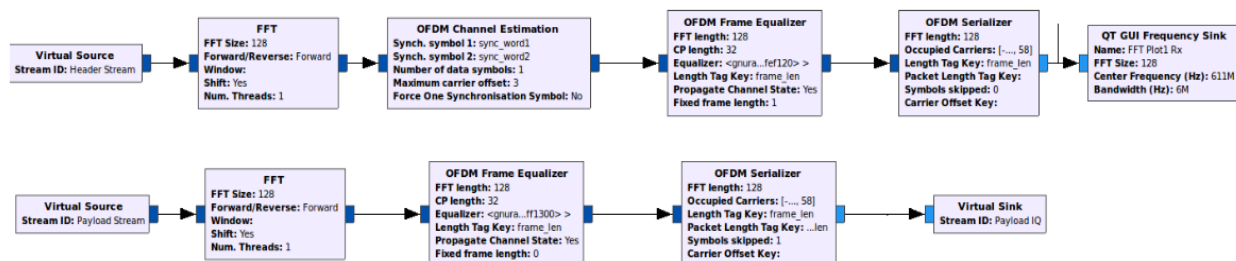 FFT
FFT Size: 128
Forward/Reverse: Forward
Window:
Shift: Yes
Num. Threads: 1
OFDM Channel Estimation
Synch. symbol 1: sync_word1
Synch. symbol 2: sync_word2
Number of data symbols: 1
Maximum carrier offset: 3
Force One Synchronisation Symbol: No
OFDM Frame Equalizer
FFT length: 128
CP length: 32
Equalizer: <gnura...fef120> >
Length Tag Key: frame_len
Propagate Channel State: Yes
Fixed frame length: 1
OFDM Serializer
FFT length: 128
Occupied Carriers: [-..., 58]
Length Tag Key: frame_len
Packet Length Tag Key:
Symbols skipped: 0
Carrier Offset Key:
QT GUI Frequency Sink
Name: FFT Plot1 Rx
FFT Size: 128
Center Frequency (Hz): 611M
Bandwidth (Hz): 6M
Virtual Source
Stream ID: Header Stream
Virtual Source
Stream ID: Payload Stream
FFT
FFT Size: 128
Forward/Reverse: Forward
Window:
Shift: Yes
Num. Threads: 1
OFDM Frame Equalizer
FFT length: 128
CP length: 32
Equalizer: <gnura...ff1300> >
Length Tag Key: frame_len
Propagate Channel State: Yes
Fixed frame length: 0
OFDM Serializer
FFT length: 128
Occupied Carriers: [-..., 58]
Length Tag Key: frame_len
Packet Length Tag Key: ...len
Symbols skipped: 1
Carrier Offset Key:
Virtual Sink
Stream ID: Payload IQ